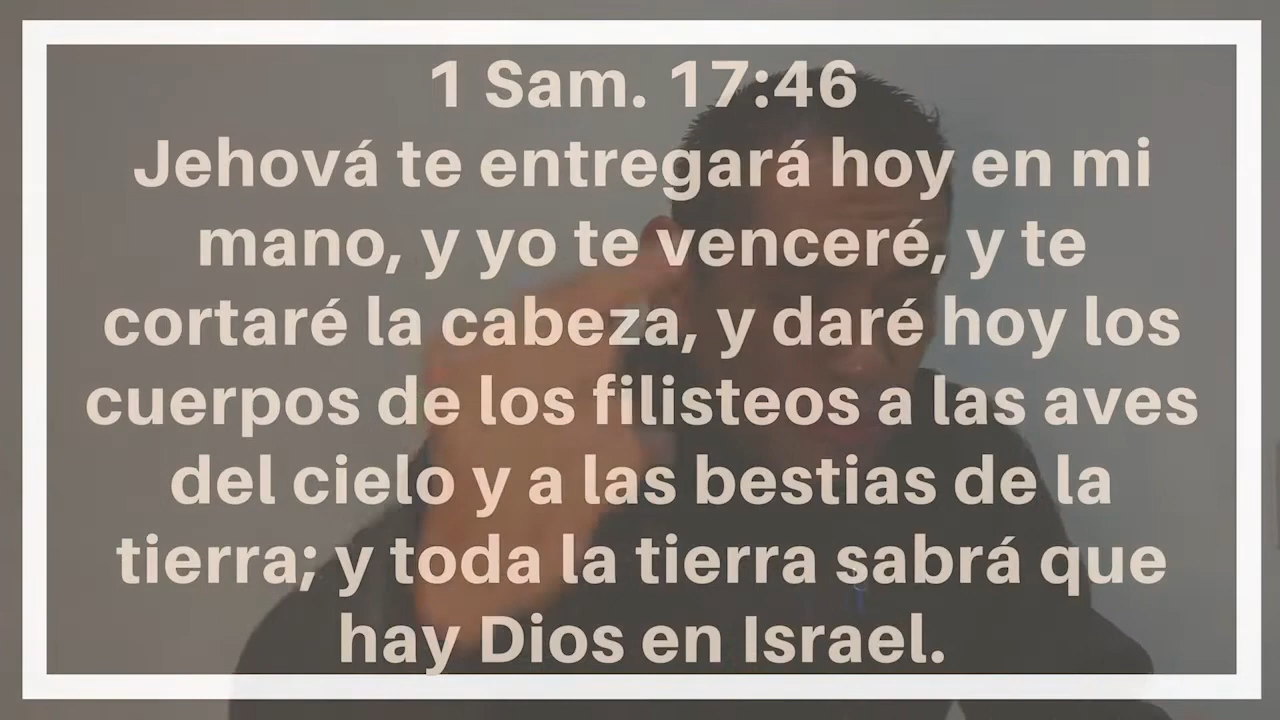 1 Sam. 17:46
Jehová te entregará hoy en mi
mano, y yo te venceré, y te
cortaré la cabeza, y daré hoy los
cuerpos de los filisteos a las aves
del cielo y a las bestias de la
tierra; y toda la tierra sabrá que
hay Dios en Israel.